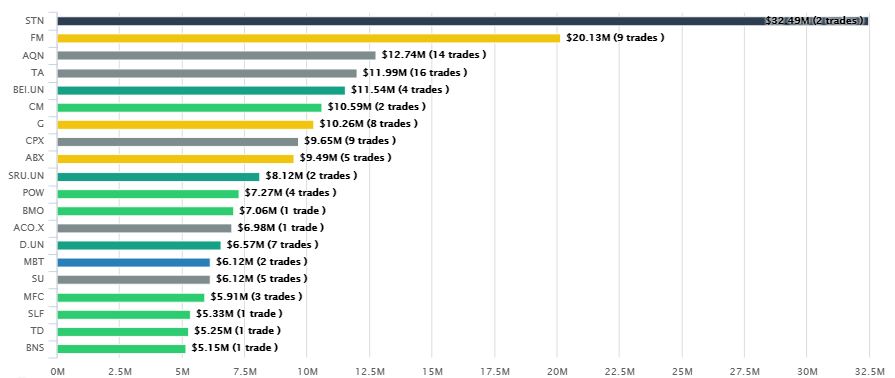 STN $32.49M (2 trades )
FM $20.13M (9 trades )
AQN $12.74M (14 trades )
TA $11.99M (16 trades )
BEI.UN $11.54M (4 trades )
CM $10.59M (2 trades )
G $10.26M (8 trades )
CPX $9.65M (9 trades )
ABX $9.49M (5 trades )
SRU.UN $8.12M (2 trades )
POW $7.27M (4 trades )
BMO $7.06M (1 trade )
ACO.X $6.98M (1 trade )
D.UN $6.57M (7 trades )
MBT $6.12M (2 trades )
SU $6.12M (5 trades )
MFC $5.91M (3 trades )
SLF $5.33M (1 trade )
TD $5.25M (1 trade )
BNS $5.15M (1 trade )
0M 2.5M 5M 7.5M 10M 12.5M 15M 17.5M 20M 22.5M 25M 27.5M 30M 32.5M